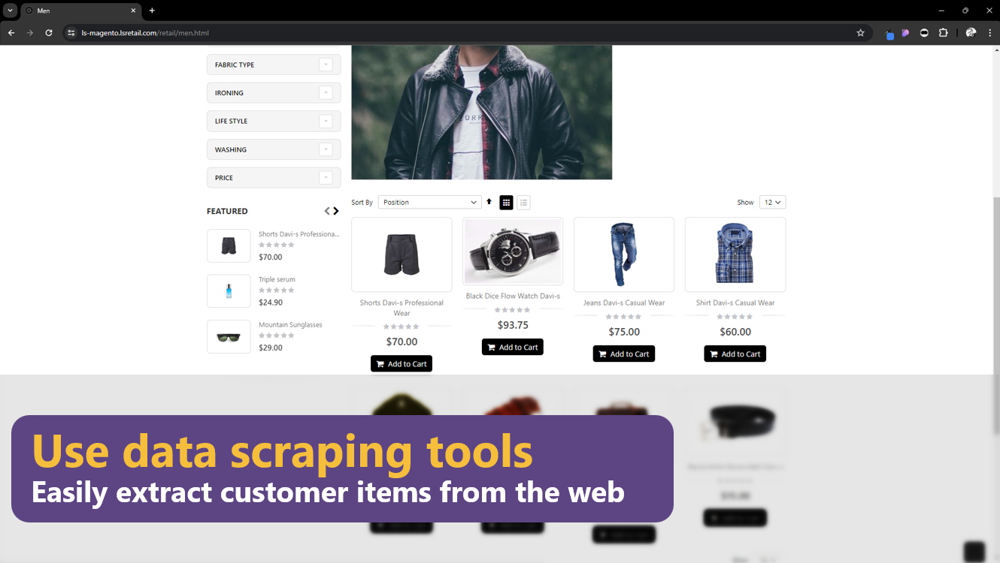 Men
ls-magento.lsretail.com/retail/men.html
FABRIC TYPE
IRONING
LIFE STYLE
WASHING
PRICE
FEATURED
Shorts Davi-s Professiona...
$70.00
Triple serum
$24.90
Mountain Sunglasses
$29.00
Sort By Position
Show 12
Shorts Davi-s Professional
Wear
$70.00
Add to Cart
Black Dice Flow Watch Davi-s
$93.75
Add to Cart
Jeans Davi-s Casual Wear
$75.00
Add to Cart
Shirt Davi-s Casual Wear
$60.00
Add to Cart
Use data scraping tools
Easily extract customer items from the web